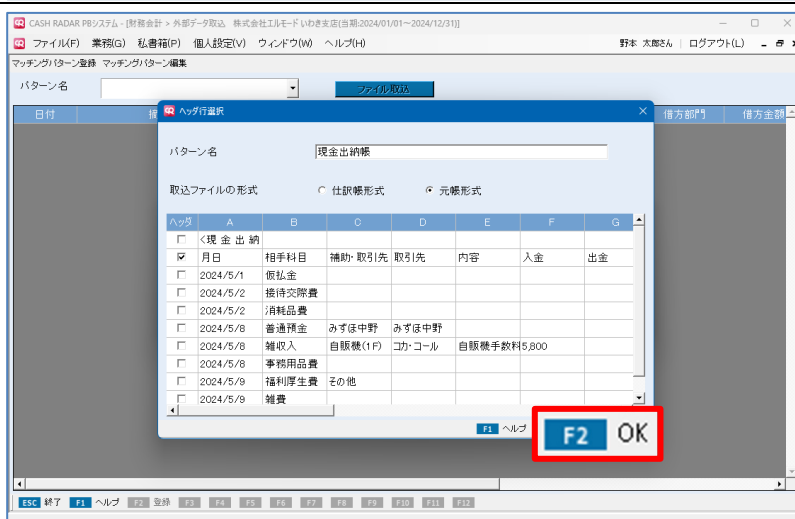 CASH RADAR PBシステム - [財務会計 > 外部データ取込 株式会社エルモード いわき支店(当期:2024/01/01～2024/12/31)]
ファイル(F) 業務(G) 私書箱(P) 個人設定(V) ウィンドウ(W) ヘルプ(H) 野本 太郎さん | ログアウト(L)
マッチングパターン登録 マッチングパターン編集
パターン名 ファイル取込
日付 摘 借方部門 借方金額
ヘッダ行選択
パターン名 現金出納帳
取込ファイルの形式 仕訳帳形式 元帳形式
ヘッダ A B C D E F G
<現 金 出 納
月日 相手科目 補助・取引先 取引先 内容 入金 出金
2024/5/1 仮払金
2024/5/2 接待交際費
2024/5/2 消耗品費
2024/5/8 普通預金 みずほ中野 みずほ中野
2024/5/8 雑収入 自販機(1F) コカ・コール 自販機手数料 5,800
2024/5/8 事務用品費
2024/5/9 福利厚生費 その他
2024/5/9 雑費
F1 ヘルプ F2 OK
ESC 終了 F1 ヘルプ F2 登録 F3 F4 F5 F6 F7 F8 F9 F10 F11 F12